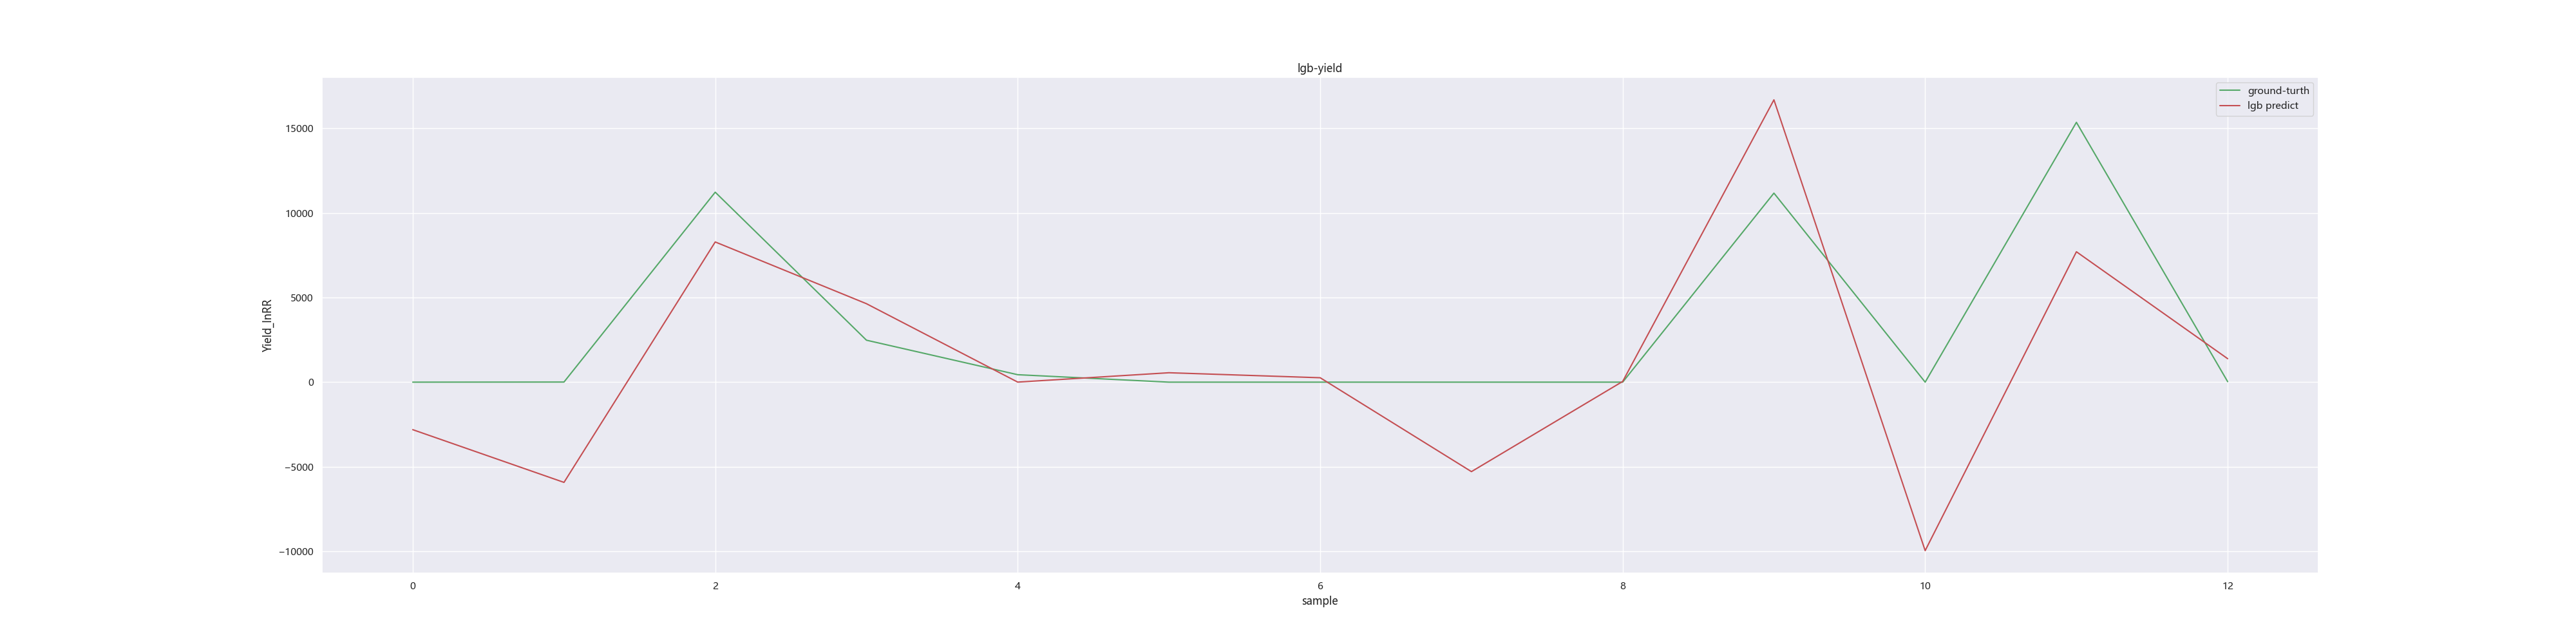 lgb-yield
ground-turth
lgb predict
Yield_lnRR
15000
10000
5000
0
−5000
−10000
0 2 4 6 8 10 12
sample